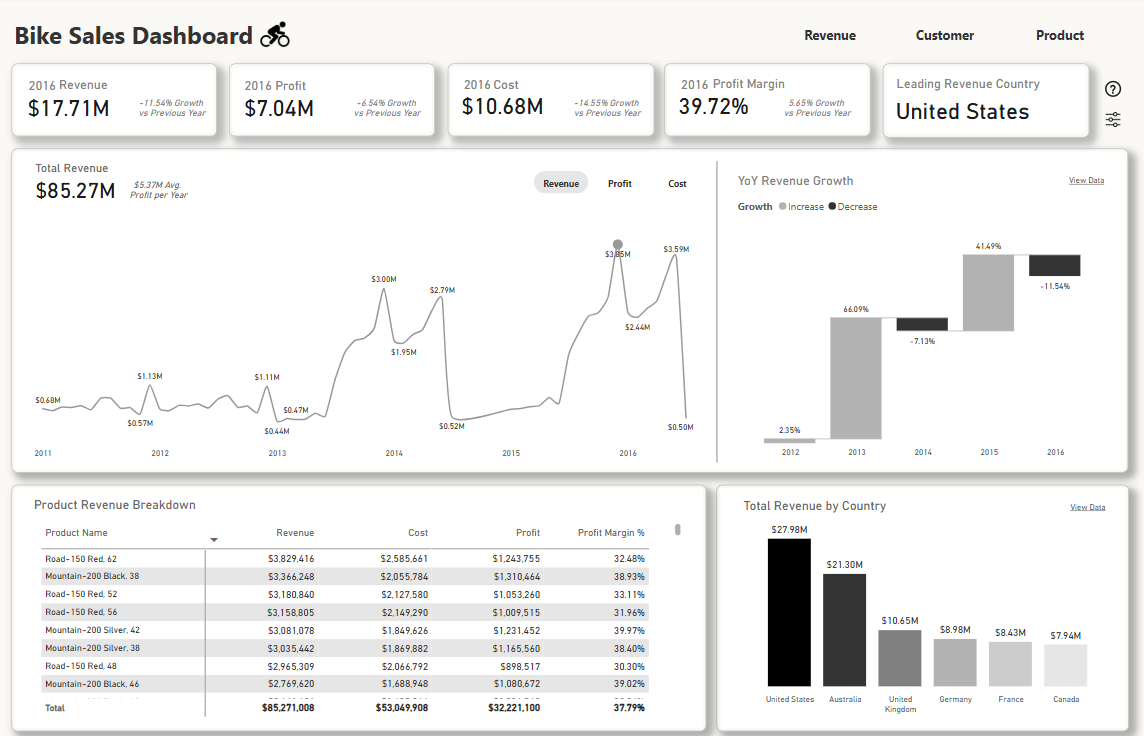 Bike Sales Dashboard
Revenue Customer Product
2016 Revenue
$17.71M
-11.54% Growth
vs Previous Year
2016 Profit
$7.04M
-6.54% Growth
vs Previous Year
2016 Cost
$10.68M
-14.55% Growth
vs Previous Year
2016 Profit Margin
39.72%
5.65% Growth
vs Previous Year
Leading Revenue Country
United States
?
Total Revenue
$85.27M
$5.37M Avg.
Profit per Year
Revenue Profit Cost
$0.68M
$1.13M
$0.57M
$1.11M
$0.44M
$0.47M
$3.00M
$1.95M
$2.79M
$0.52M
$2.44M
$3.59M
$0.50M
2011 2012 2013 2014 2015 2016
YoY Revenue Growth
View Data
Growth Increase Decrease
2.35%
66.09%
-7.13%
41.49%
-11.54%
2012 2013 2014 2015 2016
Product Revenue Breakdown
Product Name Revenue Cost Profit Profit Margin %
Road-150 Red, 62 $3,829,416 $2,585,661 $1,243,755 32.48%
Mountain-200 Black, 38 $3,366,248 $2,055,784 $1,310,464 38.93%
Road-150 Red, 52 $3,180,840 $2,127,580 $1,053,260 33.11%
Road-150 Red, 56 $3,158,805 $2,149,290 $1,009,515 31.96%
Mountain-200 Silver, 42 $3,081,078 $1,849,626 $1,231,452 39.97%
Mountain-200 Silver, 38 $3,035,442 $1,869,882 $1,165,560 38.40%
Road-150 Red, 48 $2,965,309 $2,066,792 $898,517 30.30%
Mountain-200 Black, 46 $2,769,620 $1,688,948 $1,080,672 39.02%
Total $85,271,008 $53,049,908 $32,221,100 37.79%
Total Revenue by Country
View Data
$27.98M
$21.30M
$10.65M
$8.98M
$8.43M
$7.94M
United States Australia United Germany France Canada
Kingdom